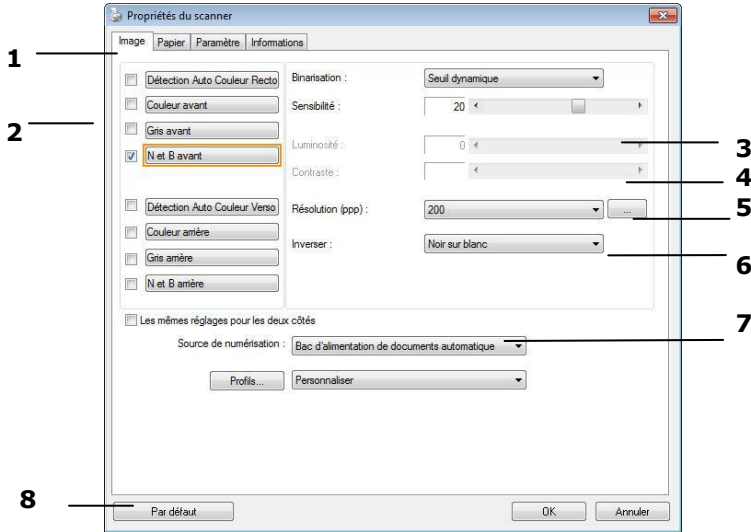 Propriétés du scanner
Image Papier Paramètre Informations
1
Détection Auto Couleur Recto
Binarisation : Seuil dynamique
Couleur avant
Sensibilité : 20
2
Gris avant
Luminosité : 0
3
N et B avant
Contraste :
4
Détection Auto Couleur Verso
Résolution (ppp) : 200 ...
5
Couleur arrière
Inverser : Noir sur blanc
Gris arrière
6
N et B arrière
Les mêmes réglages pour les deux côtés
7
Source de numérisation : Bac d'alimentation de documents automatique
Profils... Personnaliser
8
Par défaut OK Annuler